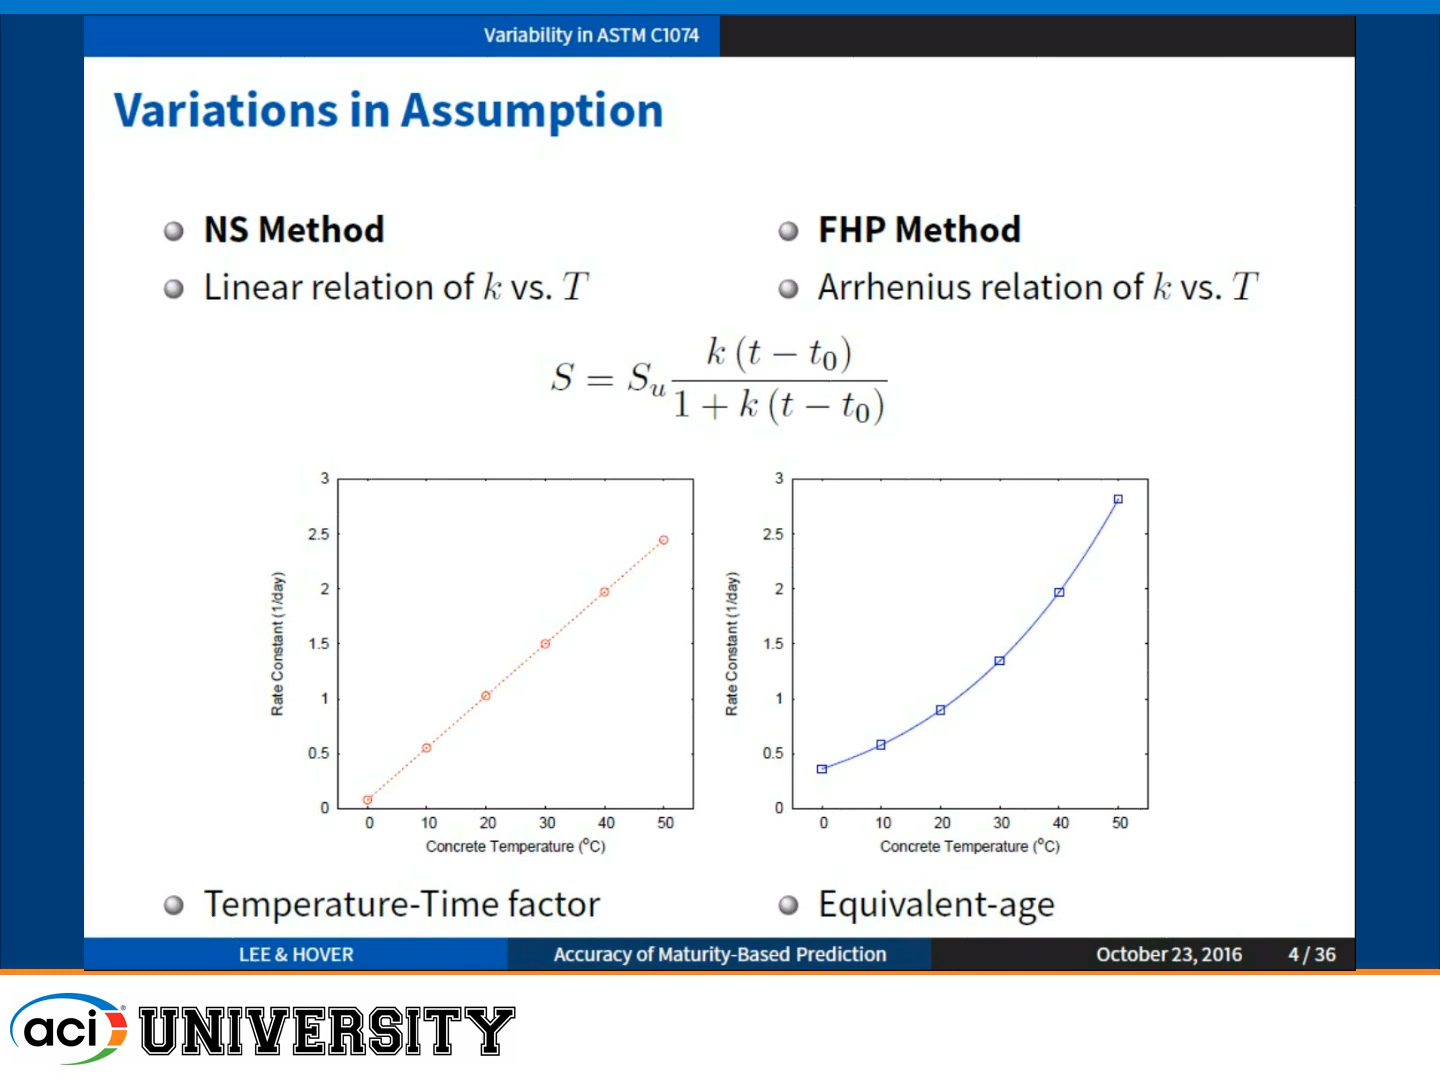 Variability in ASTM C1074
Variations in Assumption
NS Method
Linear relation of k vs. T
FHP Method
Arrhenius relation of k vs. T
S = S_u k (t − t_0) / 1 + k (t − t_0)
3
2.5
2
1.5
1
0.5
0
Rate Constant (1/day)
0 10 20 30 40 50
Concrete Temperature (°C)
3
2.5
2
1.5
1
0.5
0
Rate Constant (1/day)
0 10 20 30 40 50
Concrete Temperature (°C)
Temperature-Time factor
Equivalent-age
LEE & HOVER Accuracy of Maturity-Based Prediction October 23, 2016 4 / 36
aci UNIVERSITY